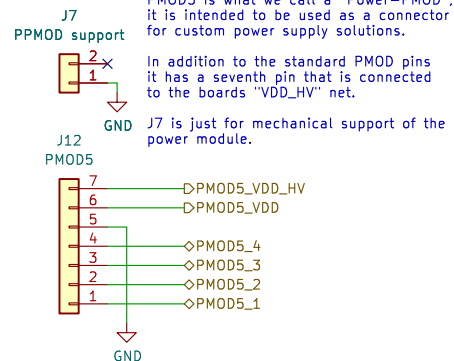 PMOD5 is what we call a "Power-PMOD",
it is intended to be used as a connector
for custom power supply solutions.
In addition to the standard PMOD pins
it has a seventh pin that is connected
to the boards "VDD_HV" net.
J7 is just for mechanical support of the
power module.
J7
PPMOD support
2
1
GND
J12
PMOD5
7
PMOD5_VDD_HV
6
PMOD5_VDD
5
4
PMOD5_4
3
PMOD5_3
2
PMOD5_2
1
PMOD5_1
GND